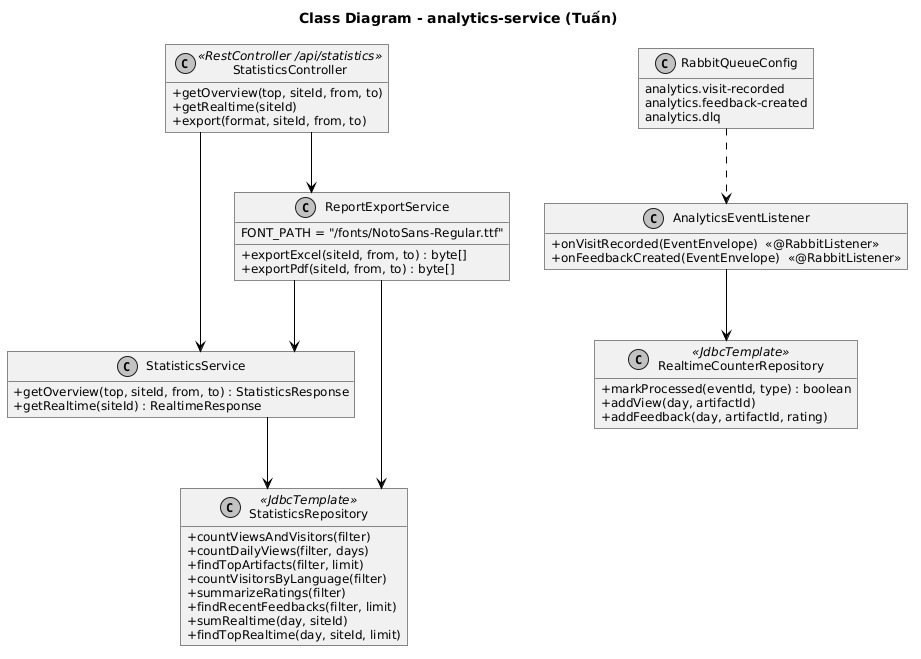 Class Diagram - analytics-service (Tuấn)
C
«RestController /api/statistics»
StatisticsController
+getOverview(top, siteId, from, to)
+getRealtime(siteId)
+export(format, siteId, from, to)
C
RabbitQueueConfig
analytics.visit-recorded
analytics.feedback-created
analytics.dlq
C
ReportExportService
FONT_PATH = "/fonts/NotoSans-Regular.ttf"
+exportExcel(siteId, from, to) : byte[]
+exportPdf(siteId, from, to) : byte[]
C
AnalyticsEventListener
+onVisitRecorded(EventEnvelope) «@RabbitListener»
+onFeedbackCreated(EventEnvelope) «@RabbitListener»
C
StatisticsService
+getOverview(top, siteId, from, to) : StatisticsResponse
+getRealtime(siteId) : RealtimeResponse
C
«JdbcTemplate»
RealtimeCounterRepository
+markProcessed(eventId, type) : boolean
+addView(day, artifactId)
+addFeedback(day, artifactId, rating)
C
«JdbcTemplate»
StatisticsRepository
+countViewsAndVisitors(filter)
+countDailyViews(filter, days)
+findTopArtifacts(filter, limit)
+countVisitorsByLanguage(filter)
+summarizeRatings(filter)
+findRecentFeedbacks(filter, limit)
+sumRealtime(day, siteId)
+findTopRealtime(day, siteId, limit)